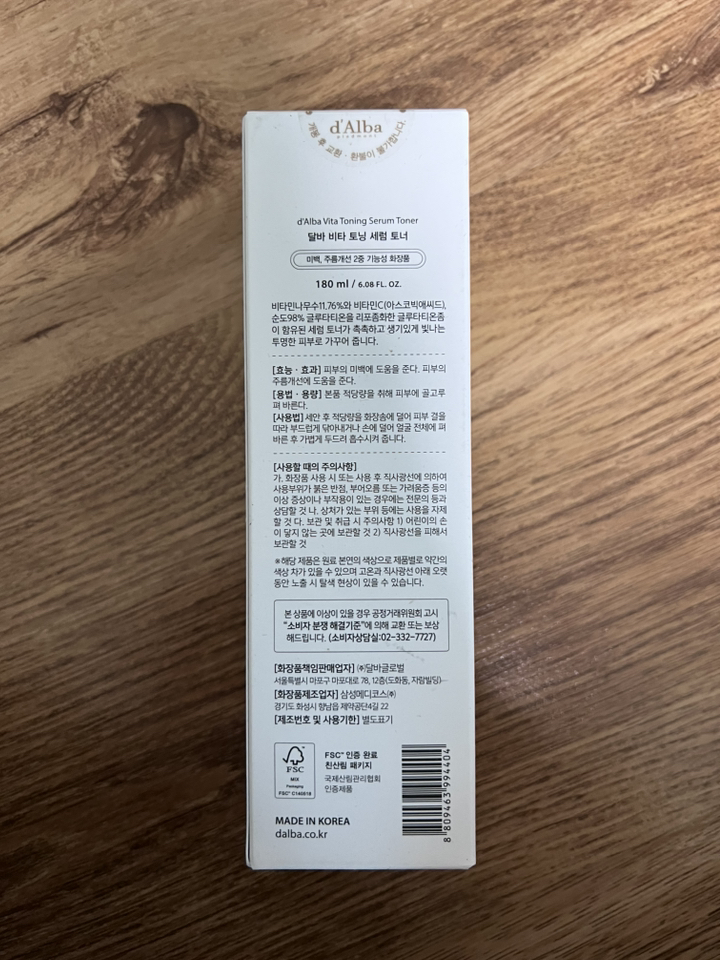 d'Alba
piedmont
개봉 후 교환 · 환불이 불가합니다.
d'Alba Vita Toning Serum Toner
달바 비타 토닝 세럼 토너
미백, 주름개선 2중 기능성 화장품
180 ml / 6.08 FL. OZ.
비타민나무수11.76%와 비타민C(아스코빅애씨드),
순도98% 글루타티온을 리포좀화한 글루타티온좀
이 함유된 세럼 토너가 촉촉하고 생기있게 빛나는
투명한 피부로 가꾸어 줍니다.
[효능 · 효과] 피부의 미백에 도움을 준다. 피부의
주름개선에 도움을 준다.
[용법 · 용량] 본품 적당량을 취해 피부에 골고루
펴 바른다.
[사용법] 세안 후 적당량을 화장솜에 덜어 피부 결을
따라 부드럽게 닦아내거나 손에 덜어 얼굴 전체에 펴
바른 후 가볍게 두드려 흡수시켜 줍니다.
[사용할 때의 주의사항]
가. 화장품 사용 시 또는 사용 후 직사광선에 의하여
사용부위가 붉은 반점, 부어오름 또는 가려움증 등의
이상 증상이나 부작용이 있는 경우에는 전문의 등과
상담할 것 나. 상처가 있는 부위 등에는 사용을 자제
할 것 다. 보관 및 취급 시 주의사항 1) 어린이의 손
이 닿지 않는 곳에 보관할 것 2) 직사광선을 피해서
보관할 것
※해당 제품은 원료 본연의 색상으로 제품별로 약간의
색상 차가 있을 수 있으며 고온과 직사광선 아래 오랫
동안 노출 시 탈색 현상이 있을 수 있습니다.
본 상품에 이상이 있을 경우 공정거래위원회 고시
"소비자 분쟁 해결기준"에 의해 교환 또는 보상
해드립니다. (소비자상담실:02-332-7727)
[화장품책임판매업자] ㈜달바글로벌
서울특별시 마포구 마포대로 78, 12층(도화동, 자람빌딩)
[화장품제조업자] 삼성메디코스㈜
경기도 화성시 향남읍 제약공단4길 22
[제조번호 및 사용기한] 별도표기
FSC
MIX
Packaging
FSC® C140618
FSC™ 인증 완료
친산림 패키지
국제산림관리협회
인증제품
8 809463 994404
MADE IN KOREA
dalba.co.kr